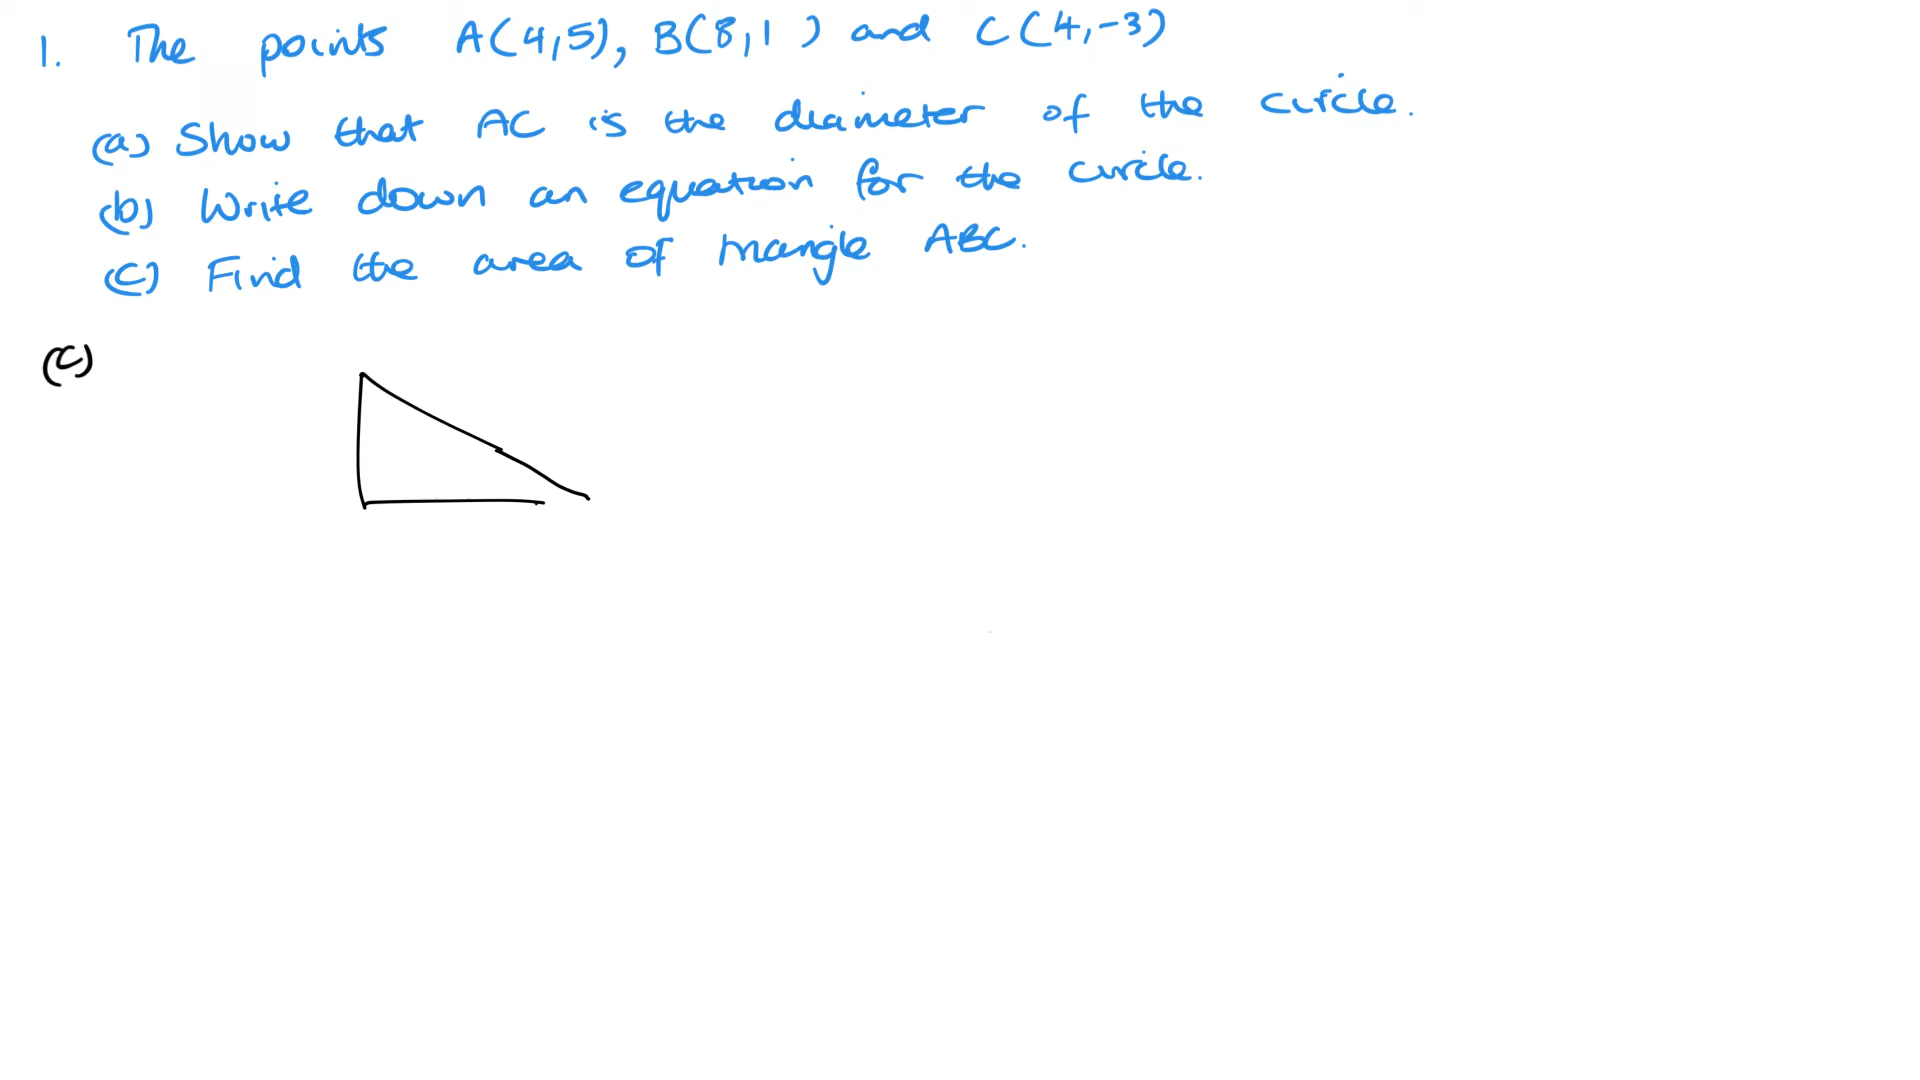 1. The points A(4,5), B(8,1) and C(4,-3)
(a) Show that AC is the diameter of the circle.
(b) Write down an equation for the circle.
(c) Find the area of triangle ABC.
(c)